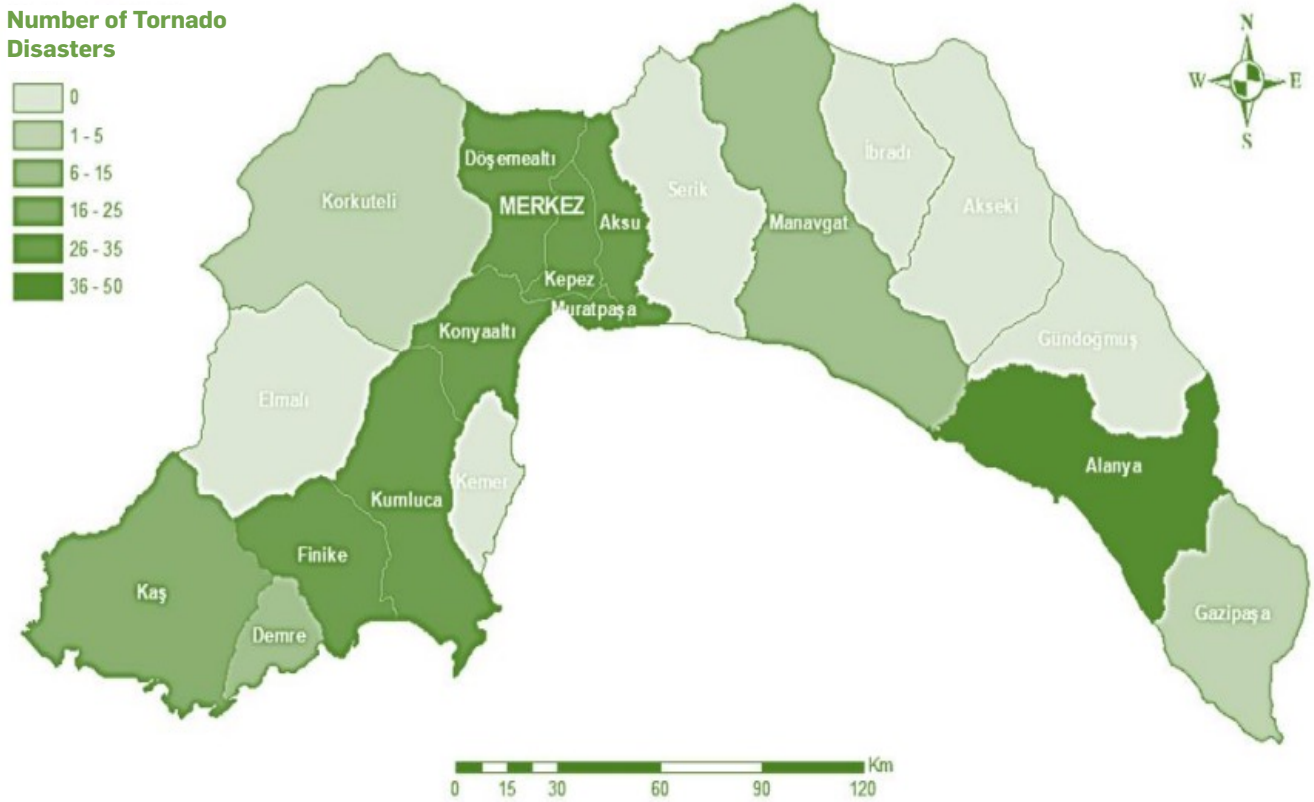 Number of Tornado
Disasters
0
1 - 5
6 - 15
16 - 25
26 - 35
36 - 50
N
W E
S
Korkuteli
Döşemealtı
MERKEZ
Aksu
Kepez
Muratpaşa
Konyaaltı
Serik
Manavgat
İbradı
Akseki
Gündoğmuş
Elmalı
Kumluca
Kemer
Alanya
Finike
Kaş
Demre
Gazipaşa
Km
0 15 30 60 90 120